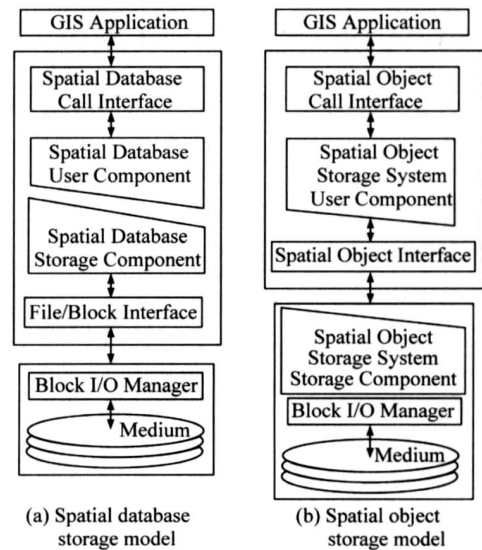 GIS Application
Spatial Database
Call Interface
Spatial Database
User Component
Spatial Database
Storage Component
File/Block Interface
Block I/O Manager
Medium
(a) Spatial database
storage model
GIS Application
Spatial Object
Call Interface
Spatial Object
Storage System
User Component
Spatial Object Interface
Spatial Object
Storage System
Storage Component
Block I/O Manager
Medium
(b) Spatial object
storage model